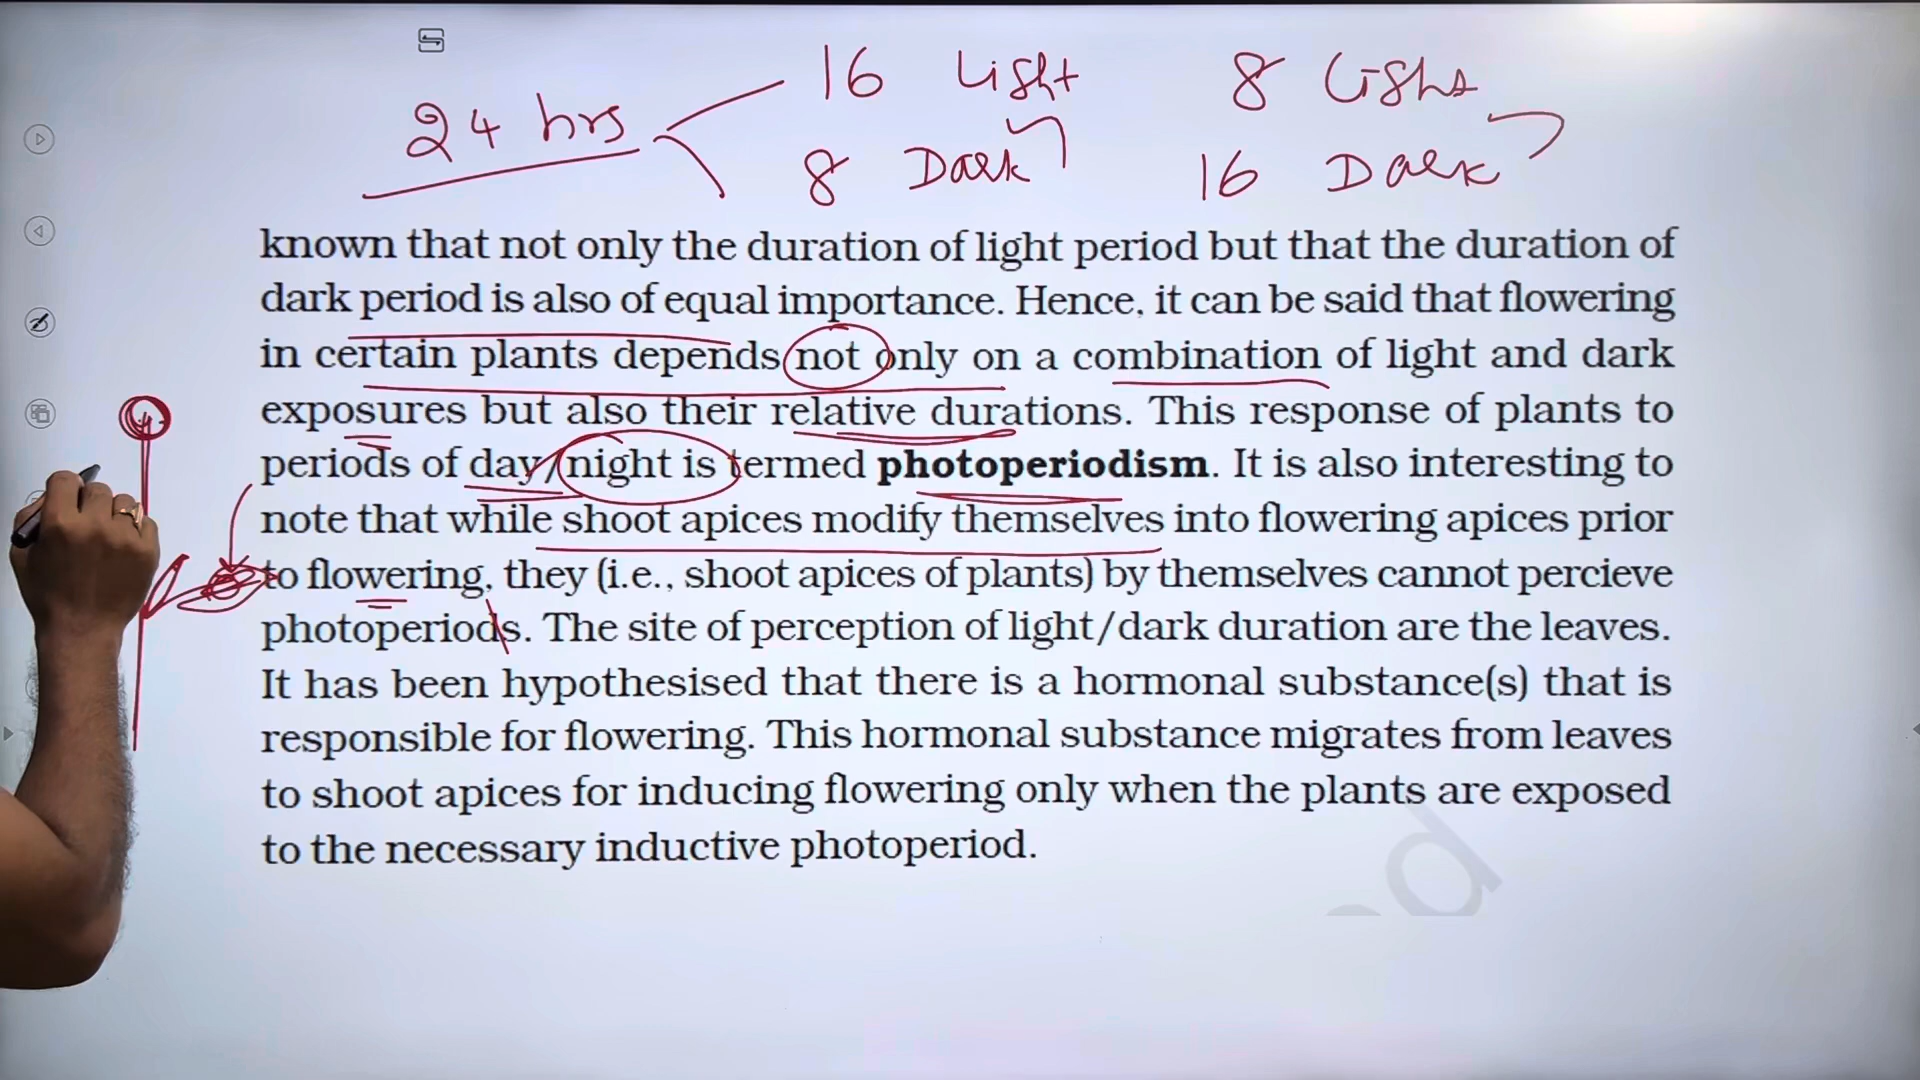 24 hrs
16 Light
8 Dark
8 Light
16 Dark
known that not only the duration of light period but that the duration of
dark period is also of equal importance. Hence, it can be said that flowering
in certain plants depends not only on a combination of light and dark
exposures but also their relative durations. This response of plants to
periods of day/night is termed photoperiodism. It is also interesting to
note that while shoot apices modify themselves into flowering apices prior
to flowering, they (i.e., shoot apices of plants) by themselves cannot percieve
photoperiods. The site of perception of light/dark duration are the leaves.
It has been hypothesised that there is a hormonal substance(s) that is
responsible for flowering. This hormonal substance migrates from leaves
to shoot apices for inducing flowering only when the plants are exposed
to the necessary inductive photoperiod.